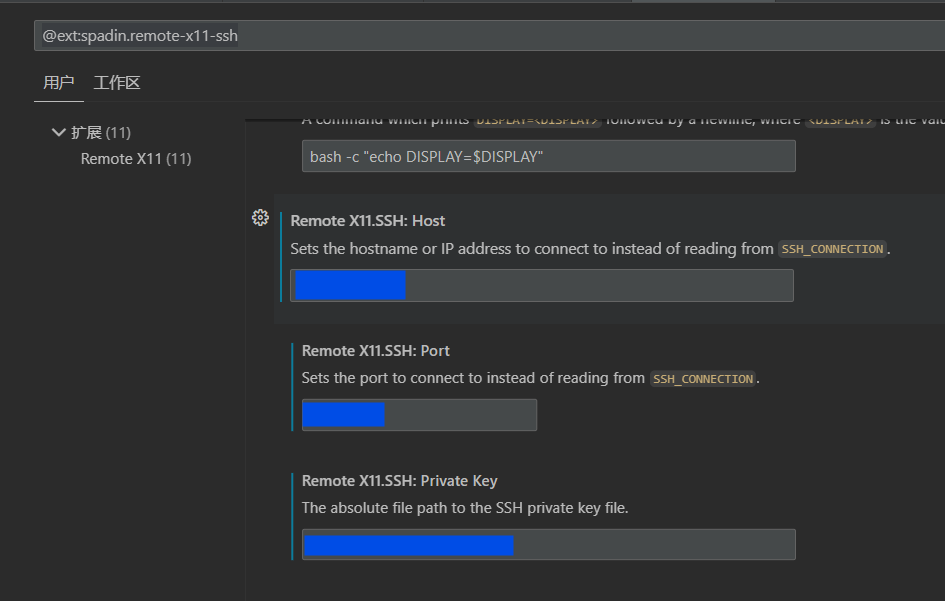 @ext:spadin.remote-x11-ssh
用户 工作区
扩展 (11)
Remote X11 (11)
A command which prints DISPLAY=<DISPLAY> followed by a newline, where <DISPLAY> is the valu
bash -c "echo DISPLAY=$DISPLAY"
Remote X11.SSH: Host
Sets the hostname or IP address to connect to instead of reading from SSH_CONNECTION.
Remote X11.SSH: Port
Sets the port to connect to instead of reading from SSH_CONNECTION.
Remote X11.SSH: Private Key
The absolute file path to the SSH private key file.